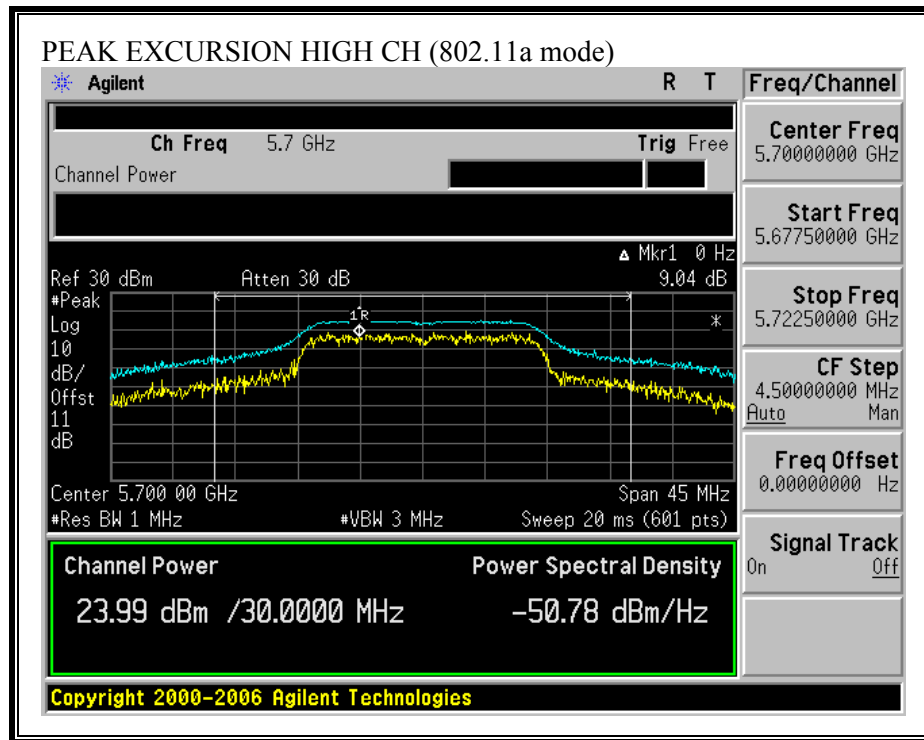 PEAK EXCURSION HIGH CH (802.11a mode)
Agilent R T
Freq/Channel
Ch Freq 5.7 GHz Trig Free
Channel Power
Center Freq
5.70000000 GHz
Start Freq
5.67750000 GHz
Stop Freq
5.72250000 GHz
CF Step
4.50000000 MHz
Auto Man
Freq Offset
0.00000000 Hz
Signal Track
On Off
Δ Mkr1 0 Hz
Ref 30 dBm Atten 30 dB 9.04 dB
#Peak
Log
10
dB/
Offst
11
dB
1R
*
Center 5.700 00 GHz Span 45 MHz
#Res BW 1 MHz #VBW 3 MHz Sweep 20 ms (601 pts)
Channel Power Power Spectral Density
23.99 dBm /30.0000 MHz -50.78 dBm/Hz
Copyright 2000-2006 Agilent Technologies